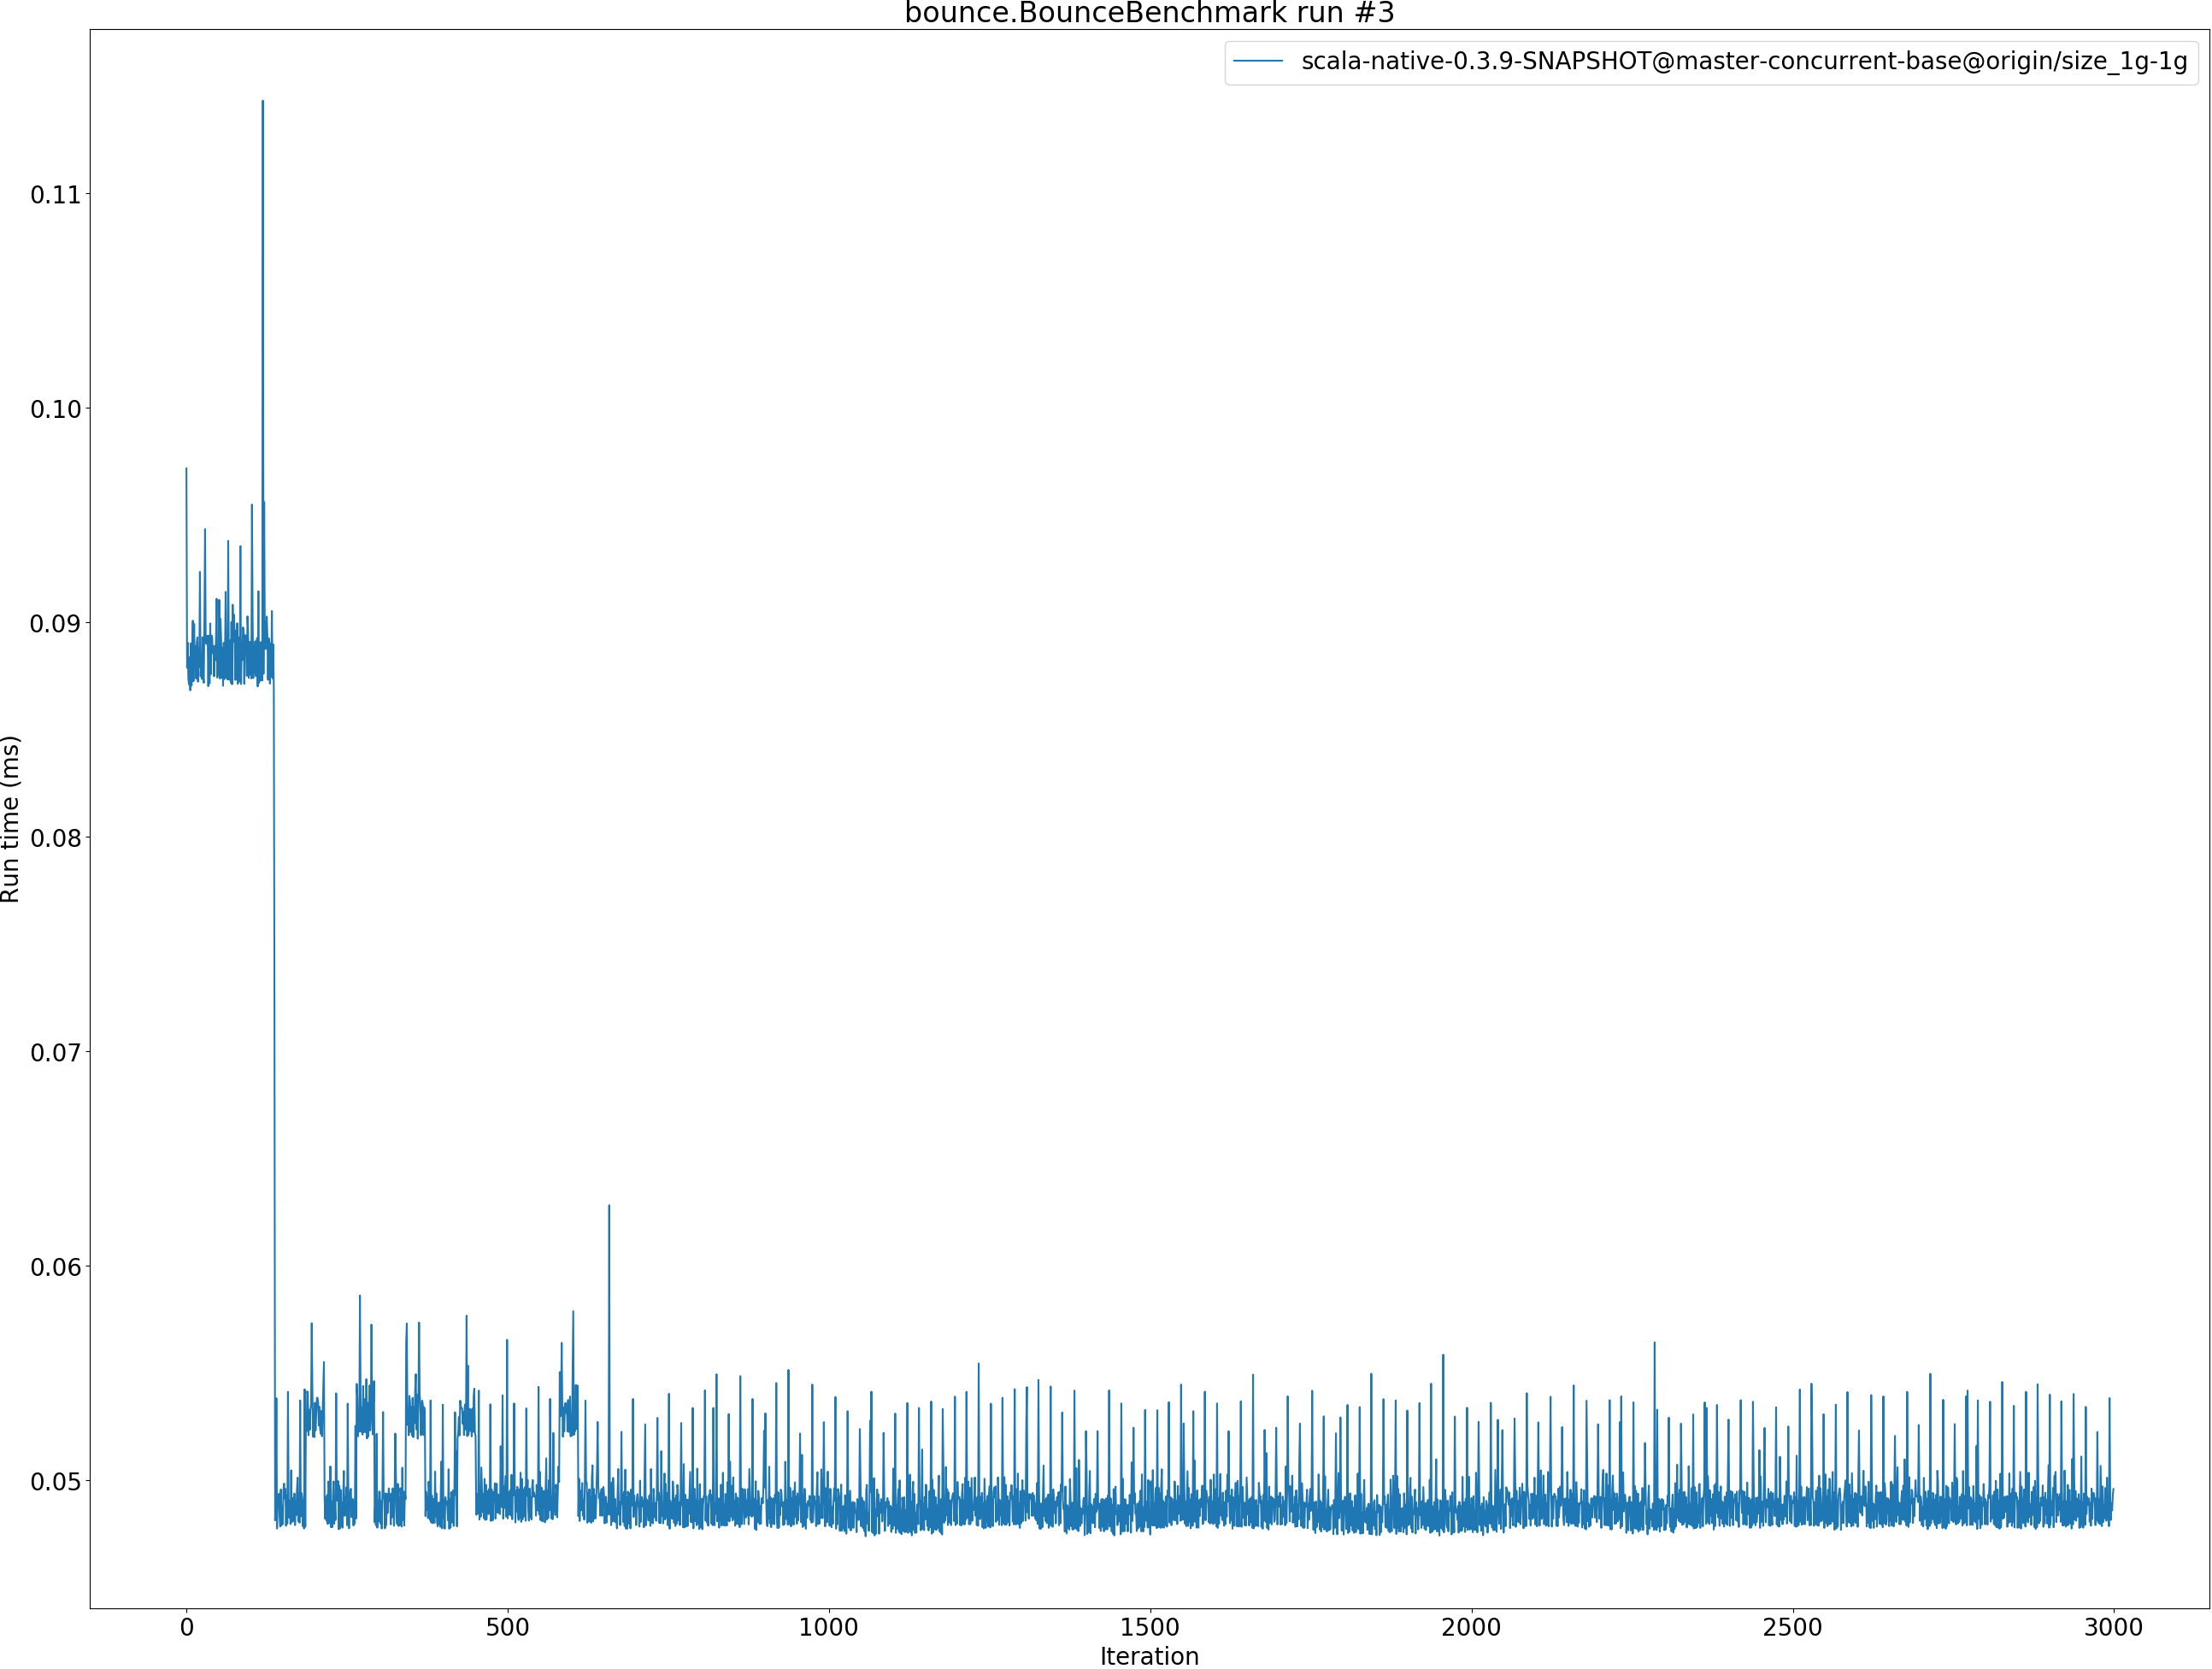 bounce.BounceBenchmark run #3
scala-native-0.3.9-SNAPSHOT@master-concurrent-base@origin/size_1g-1g
Run time (ms)
0.11
0.10
0.09
0.08
0.07
0.06
0.05
0 500 1000 1500 2000 2500 3000
Iteration